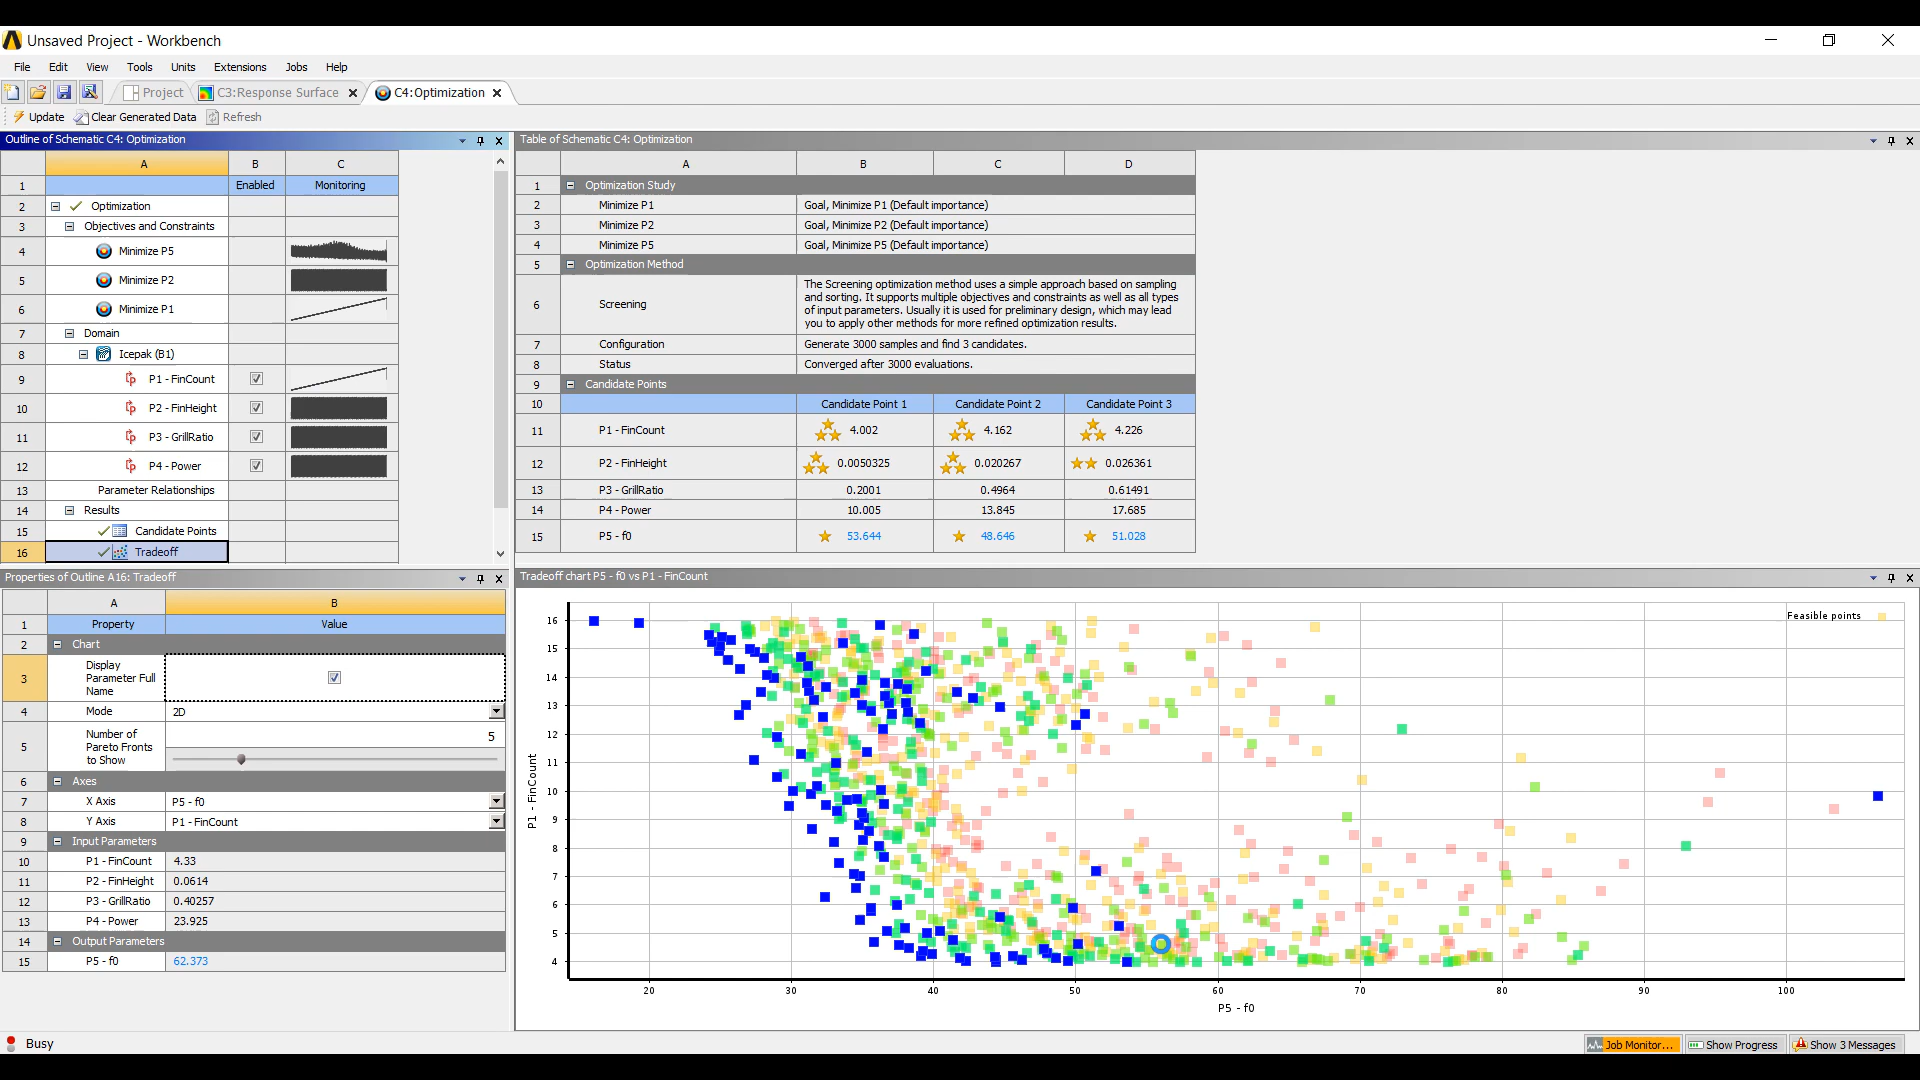 Unsaved Project - Workbench
File Edit View Tools Units Extensions Jobs Help
Project C3:Response Surface C4:Optimization
Update Clear Generated Data Refresh
Outline of Schematic C4: Optimization
A B C
1 Enabled Monitoring
2 Optimization
3 Objectives and Constraints
4 Minimize P5
5 Minimize P2
6 Minimize P1
7 Domain
8 Icepak (B1)
9 P1 - FinCount
10 P2 - FinHeight
11 P3 - GrillRatio
12 P4 - Power
13 Parameter Relationships
14 Results
15 Candidate Points
16 Tradeoff
Table of Schematic C4: Optimization
A B C D
1 Optimization Study
2 Minimize P1 Goal, Minimize P1 (Default importance)
3 Minimize P2 Goal, Minimize P2 (Default importance)
4 Minimize P5 Goal, Minimize P5 (Default importance)
5 Optimization Method
6 Screening
The Screening optimization method uses a simple approach based on sampling
and sorting. It supports multiple objectives and constraints as well as all types
of input parameters. Usually it is used for preliminary design, which may lead
you to apply other methods for more refined optimization results.
7 Configuration Generate 3000 samples and find 3 candidates.
8 Status Converged after 3000 evaluations.
9 Candidate Points
10 Candidate Point 1 Candidate Point 2 Candidate Point 3
11 P1 - FinCount 4.002 4.162 4.226
12 P2 - FinHeight 0.0050325 0.020267 0.026361
13 P3 - GrillRatio 0.2001 0.4964 0.61491
14 P4 - Power 10.005 13.845 17.685
15 P5 - f0 53.644 48.646 51.028
Properties of Outline A16: Tradeoff
A B
1 Property Value
2 Chart
3 Display
Parameter Full
Name
4 Mode 2D
5 Number of
Pareto Fronts
to Show
5
6 Axes
7 X Axis P5 - f0
8 Y Axis P1 - FinCount
9 Input Parameters
10 P1 - FinCount 4.33
11 P2 - FinHeight 0.0614
12 P3 - GrillRatio 0.40257
13 P4 - Power 23.925
14 Output Parameters
15 P5 - f0 62.373
Tradeoff chart P5 - f0 vs P1 - FinCount
Feasible points
P1 - FinCount
16
15
14
13
12
11
10
9
8
7
6
5
4
20 30 40 50 60 70 80 90 100
P5 - f0
Busy
Job Monitor... Show Progress Show 3 Messages